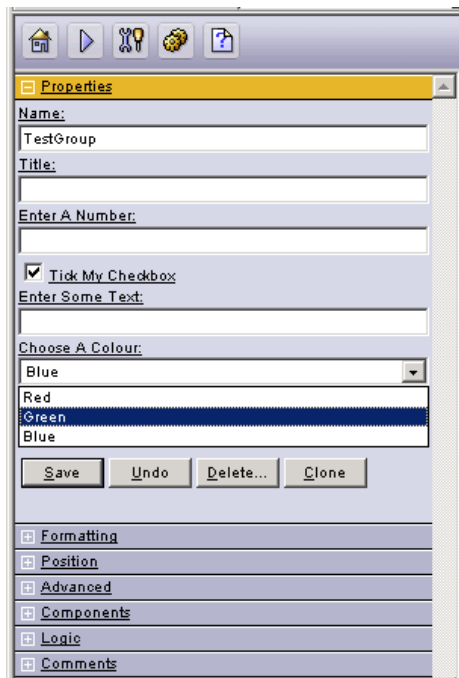 Properties
Name:
TestGroup
Title:
Enter A Number:
Tick My Checkbox
Enter Some Text:
Choose A Colour:
Blue
Red
Green
Blue
Save Undo Delete... Clone
Formatting
Position
Advanced
Components
Logic
Comments